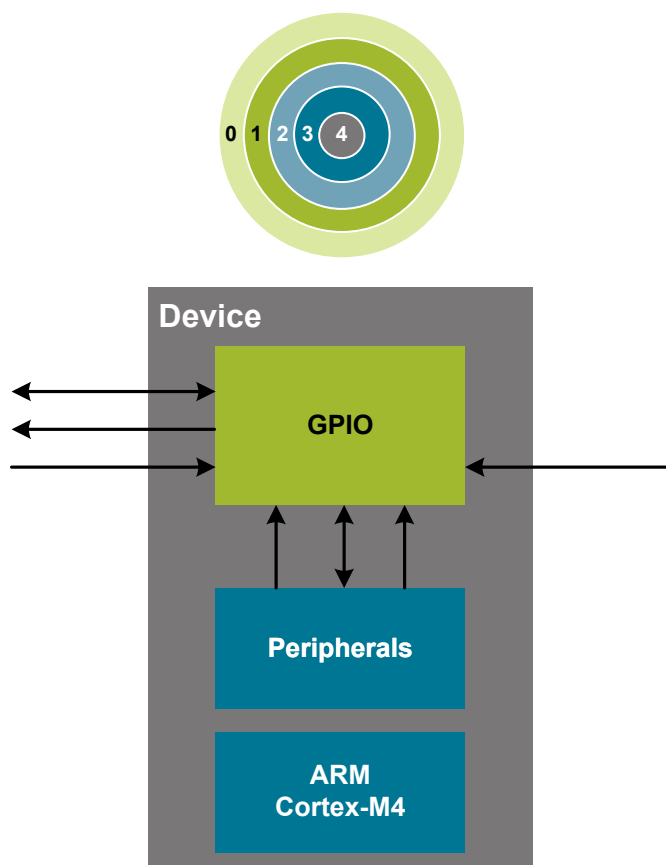 0 1 2 3 4
Device
GPIO
Peripherals
ARM
Cortex-M4